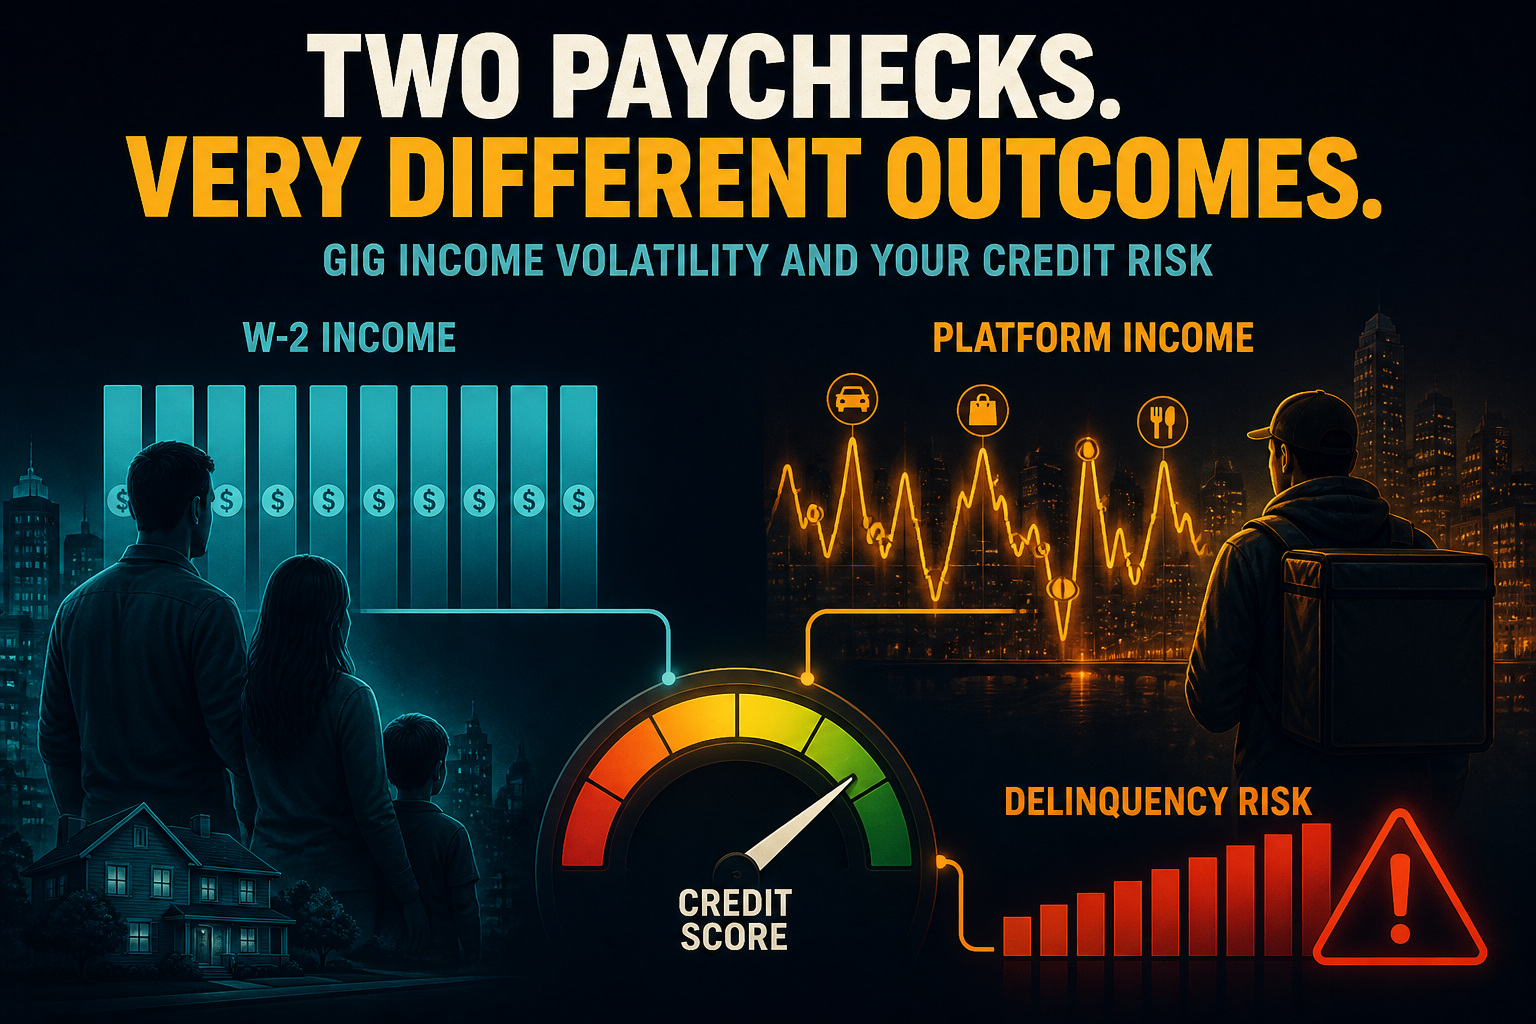 TWO PAYCHECKS.
VERY DIFFERENT OUTCOMES.
GIG INCOME VOLATILITY AND YOUR CREDIT RISK
W-2 INCOME
PLATFORM INCOME
$ $ $ $ $ $ $ $ $
DELINQUENCY RISK
!
CREDIT
SCORE